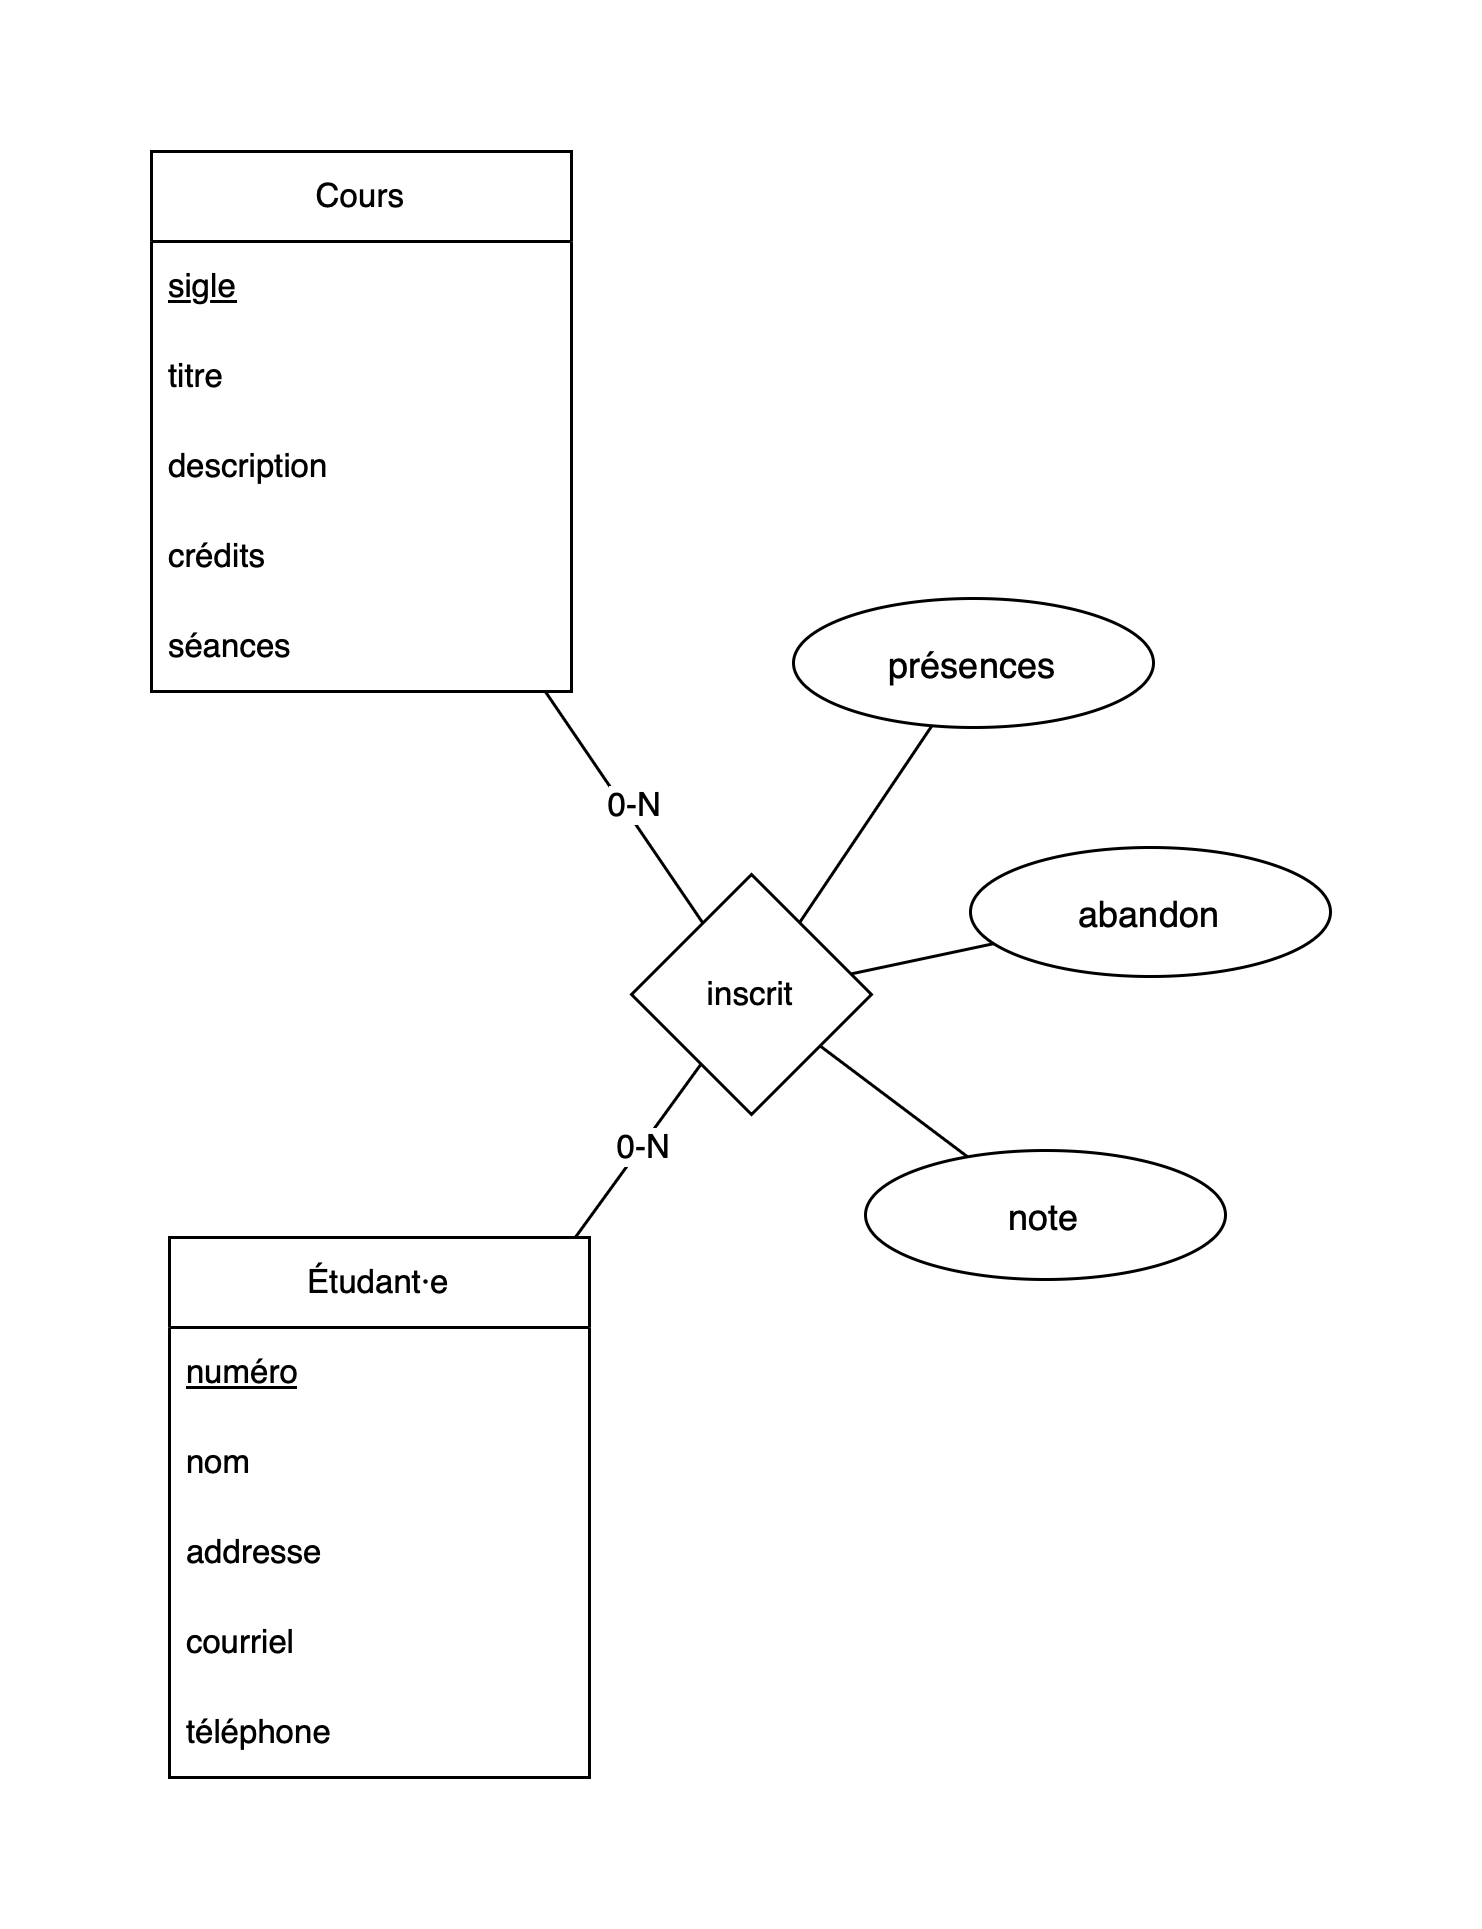 Cours
sigle
titre
description
crédits
séances
0-N
présences
abandon
inscrit
note
0-N
Étudant·e
numéro
nom
addresse
courriel
téléphone